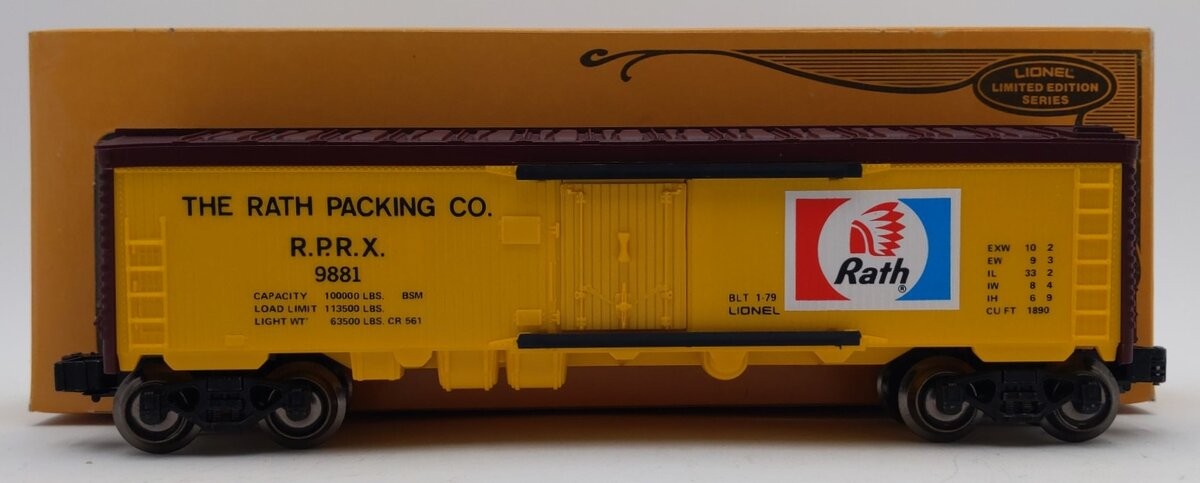 LIONEL
LIMITED EDITION
SERIES
THE RATH PACKING CO.
R.P.R.X.
9881
CAPACITY 100000 LBS. BSM
LOAD LIMIT 113500 LBS.
LIGHT WT 63500 LBS. CR 561
BLT 1-79
LIONEL
Rath®
EXW 10 2
EW 9 3
IL 33 2
IW 8 4
IH 6 9
CU FT 1890